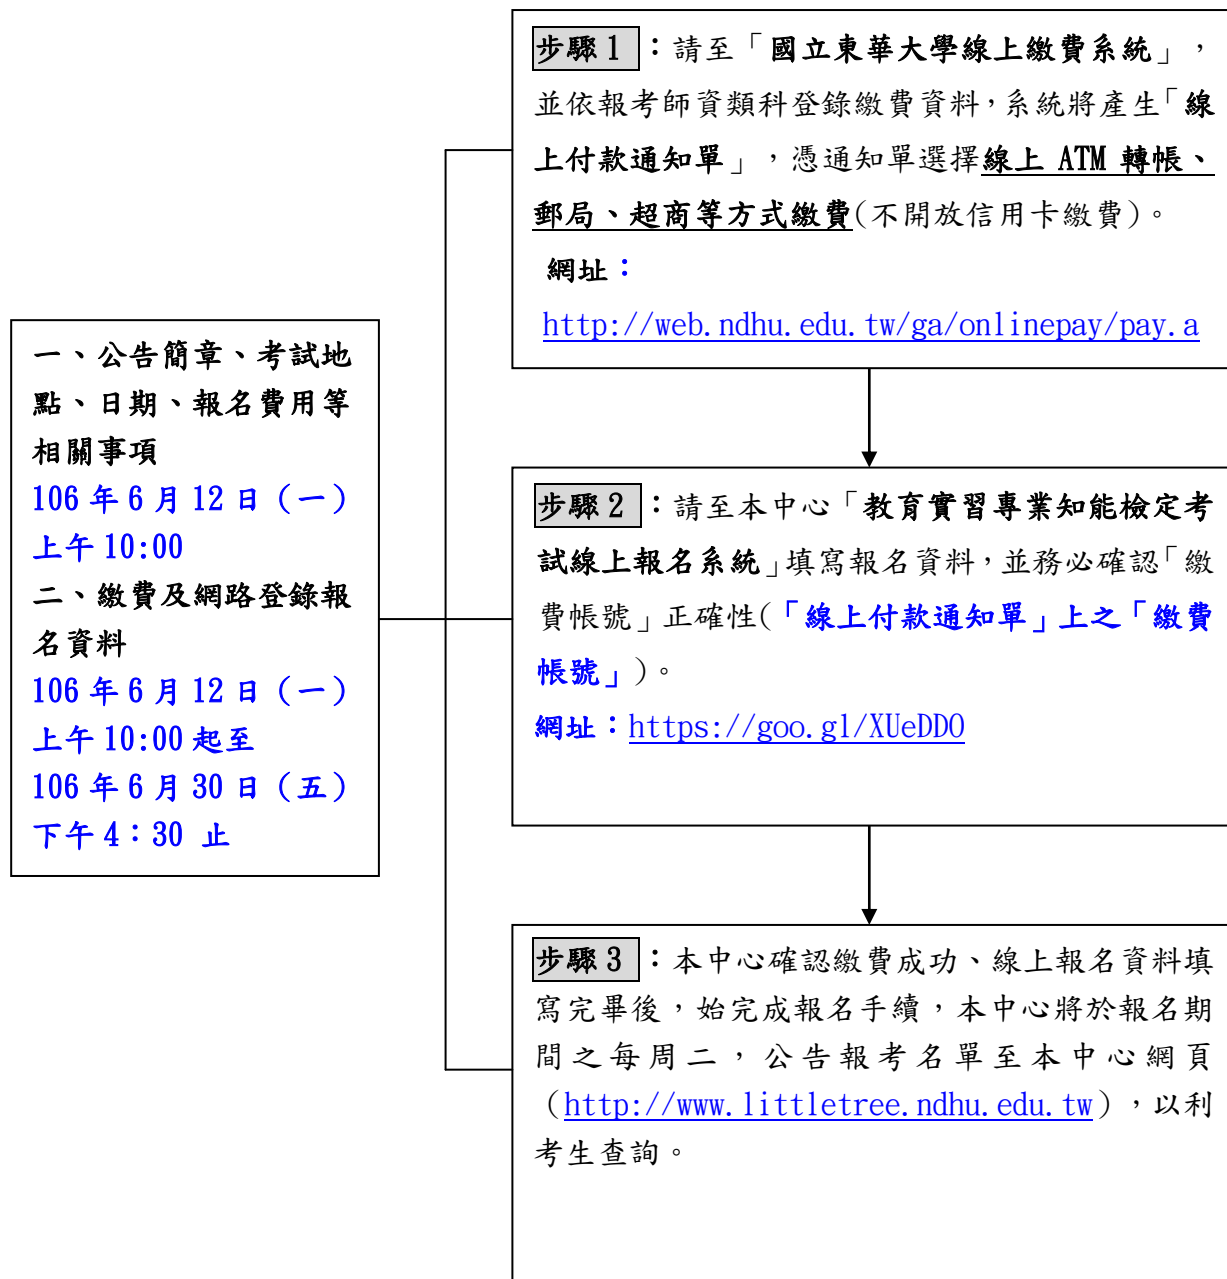 一、公告簡章、考試地
點、日期、報名費用等
相關事項
106 年 6 月 12 日（一）
上午 10:00
二、繳費及網路登錄報
名資料
106 年 6 月 12 日（一）
上午 10:00 起至
106 年 6 月 30 日（五）
下午 4：30 止
步驟 1：請至「國立東華大學線上繳費系統」，
並依報考師資類科登錄繳費資料，系統將產生「線
上付款通知單」，憑通知單選擇線上 ATM 轉帳、
郵局、超商等方式繳費(不開放信用卡繳費)。
網址：
http://web.ndhu.edu.tw/ga/onlinepay/pay.a
步驟 2：請至本中心「教育實習專業知能檢定考
試線上報名系統」填寫報名資料，並務必確認「繳
費帳號」正確性(「線上付款通知單」上之「繳費
帳號」)。
網址：https://goo.gl/XUeDDO
步驟 3：本中心確認繳費成功、線上報名資料填
寫完畢後，始完成報名手續，本中心將於報名期
間之每周二，公告報考名單至本中心網頁
（http://www.littletree.ndhu.edu.tw），以利
考生查詢。